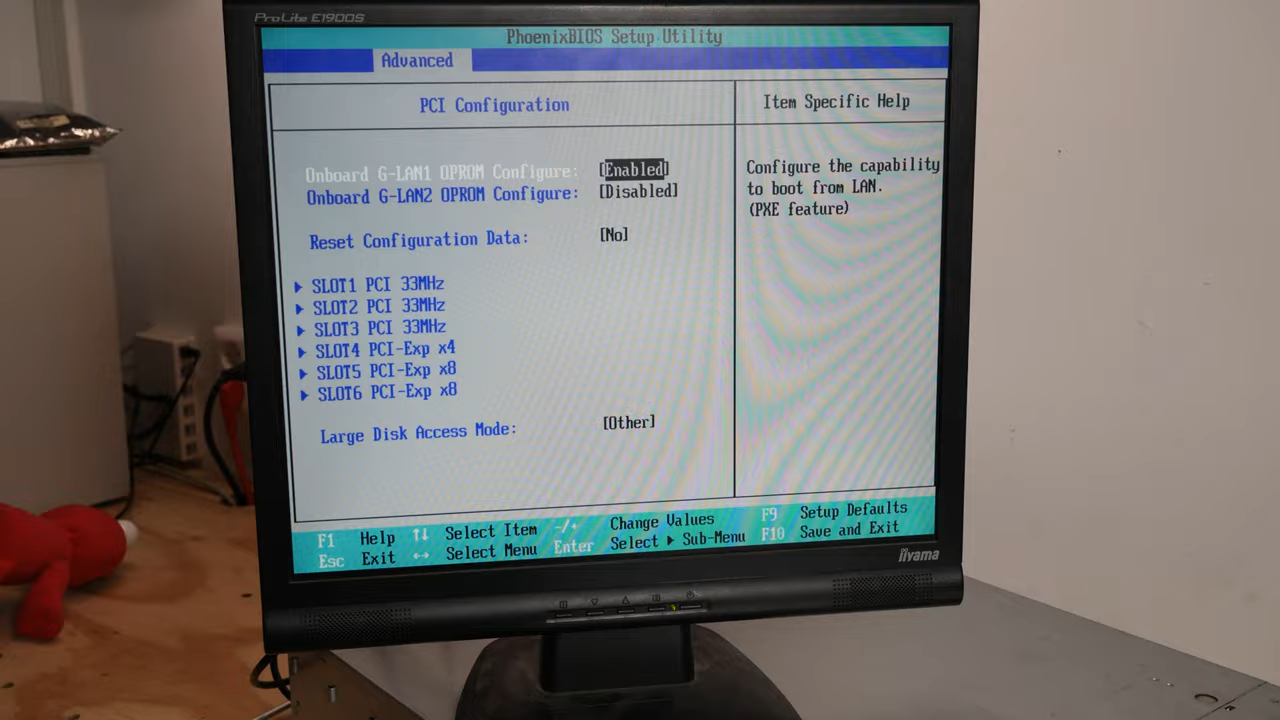 ProLite E1900S
PhoenixBIOS Setup Utility
Advanced
PCI Configuration
Item Specific Help
Onboard G-LAN1 OPROM Configure: [Enabled]
Onboard G-LAN2 OPROM Configure: [Disabled]
Reset Configuration Data: [No]
SLOT1 PCI 33MHz
SLOT2 PCI 33MHz
SLOT3 PCI 33MHz
SLOT4 PCI-Exp x4
SLOT5 PCI-Exp x8
SLOT6 PCI-Exp x8
Large Disk Access Mode: [Other]
Configure the capability
to boot from LAN.
(PXE feature)
F1 Help ↑↓ Select Item -/+ Change Values F9 Setup Defaults
Esc Exit ↔ Select Menu Enter Select ▶ Sub-Menu F10 Save and Exit
iiyama